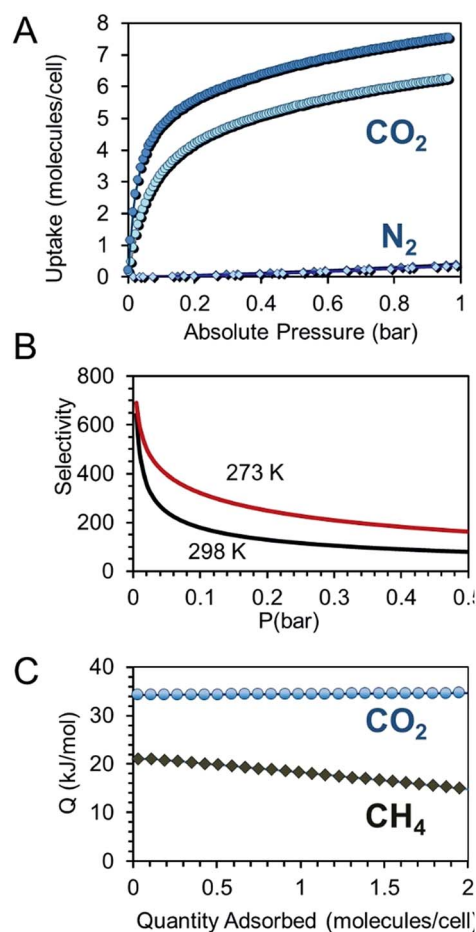 A
8
7
6
5
4
3
2
1
0
Uptake (molecules/cell)
CO₂
N₂
0 0.2 0.4 0.6 0.8 1
Absolute Pressure (bar)
B
800
600
400
200
0
Selectivity
273 K
298 K
0 0.1 0.2 0.3 0.4 0.5
P(bar)
C
40
30
20
10
0
Q (kJ/mol)
CO₂
CH₄
0 0.5 1 1.5 2
Quantity Adsorbed (molecules/cell)